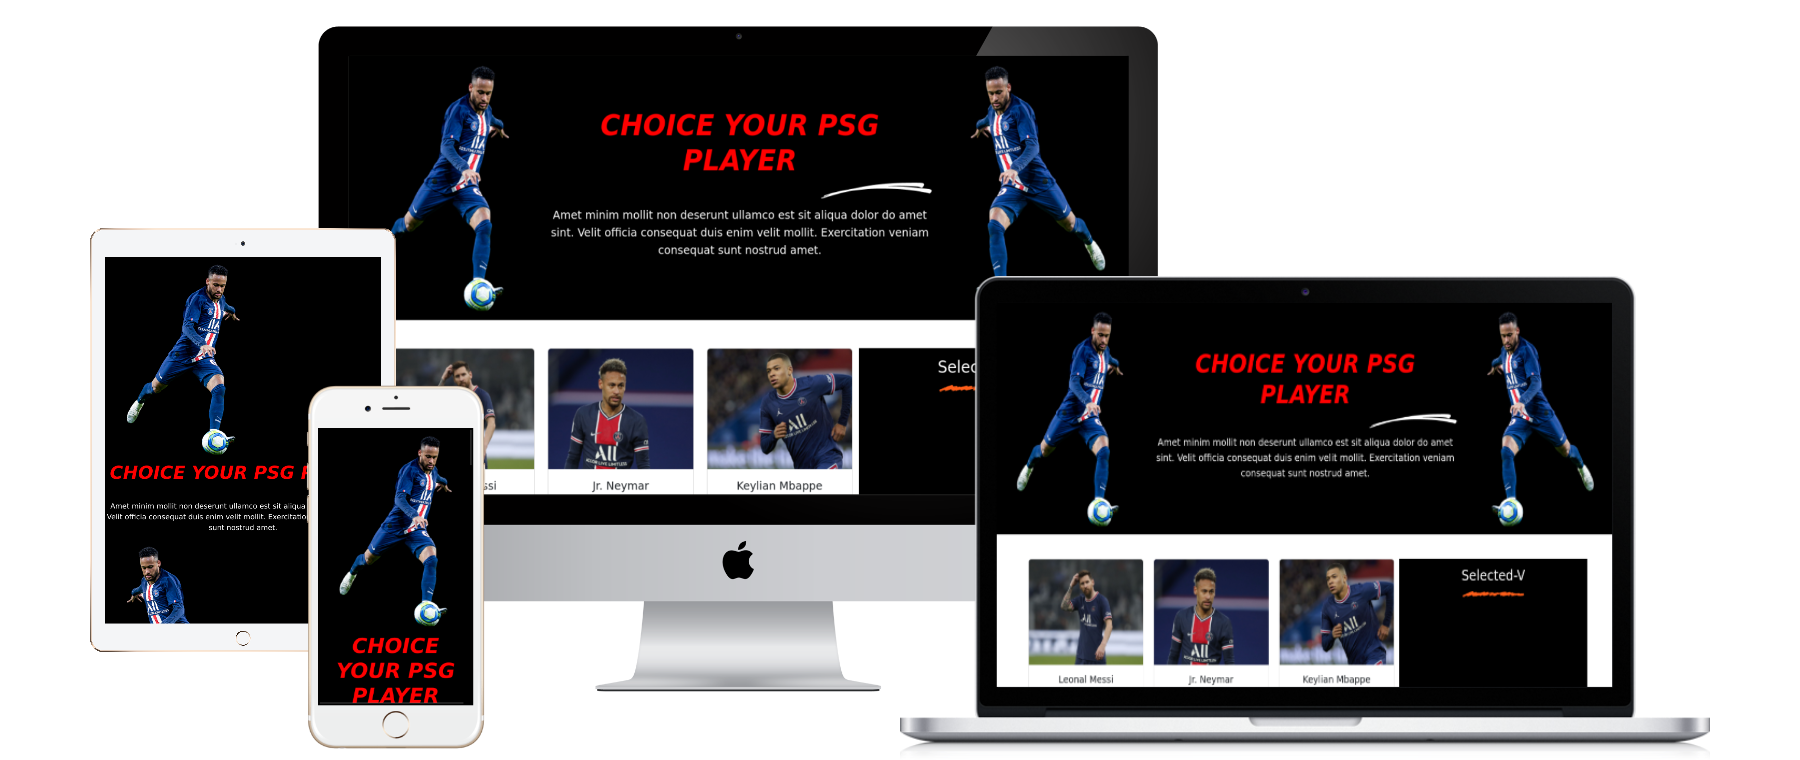 CHOICE YOUR PSG
PLAYER
Amet minim mollit non deserunt ullamco est sit aliqua dolor do amet
sint. Velit officia consequat duis enim velit mollit. Exercitation veniam
consequat sunt nostrud amet.
Selec
ssi
Jr. Neymar
Keylian Mbappe
CHOICE YOUR PSG
Amet minim mollit non deserunt ullamco est sit aliqua
Velit officia consequat duis enim velit mollit. Exercitatio
sunt nostrud amet.
CHOICE
YOUR PSG
PLAYER
CHOICE YOUR PSG
PLAYER
Amet minim mollit non deserunt ullamco est sit aliqua dolor do amet
sint. Velit officia consequat duis enim velit mollit. Exercitation veniam
consequat sunt nostrud amet.
Selected-V
Leonal Messi
Jr. Neymar
Keylian Mbappe